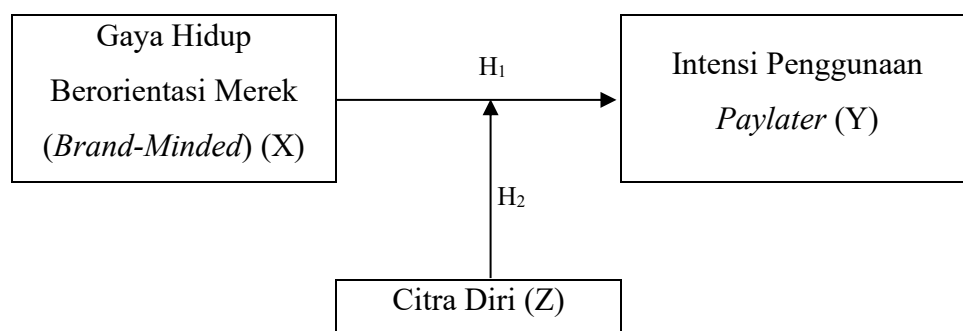 Gaya Hidup
Berorientasi Merek
(Brand-Minded) (X)
H₁
Intensi Penggunaan
Paylater (Y)
H₂
Citra Diri (Z)